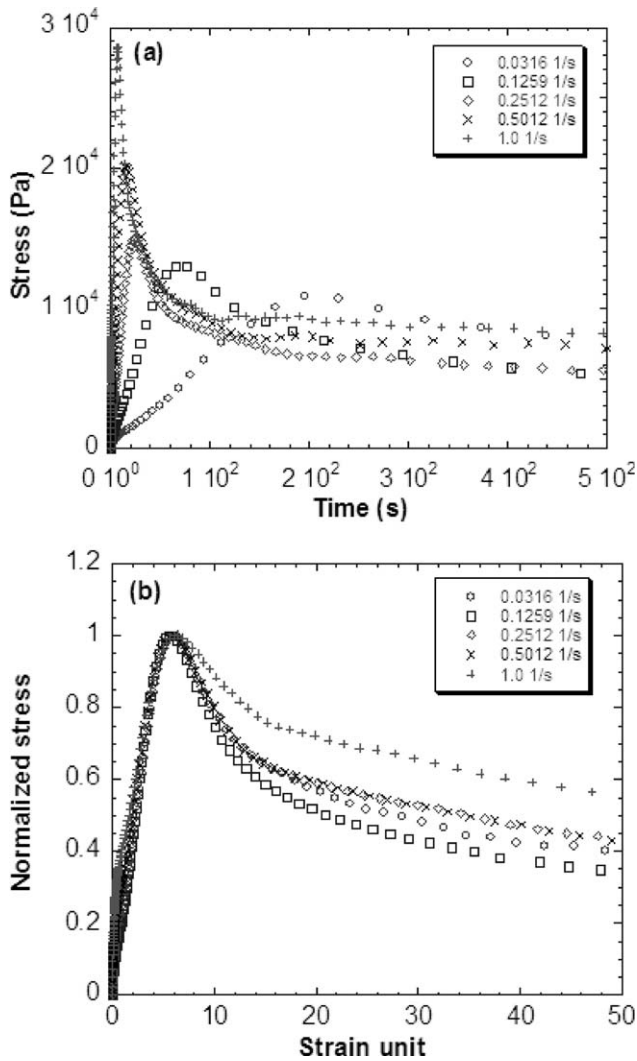 (a)
3 10⁴
2 10⁴
1 10⁴
0
Stress (Pa)
0.0316 1/s
0.1259 1/s
0.2512 1/s
0.5012 1/s
1.0 1/s
0 10⁰ 1 10² 2 10² 3 10² 4 10² 5 10²
Time (s)
(b)
1.2
1
0.8
0.6
0.4
0.2
0
Normalized stress
0.0316 1/s
0.1259 1/s
0.2512 1/s
0.5012 1/s
1.0 1/s
0 10 20 30 40 50
Strain unit